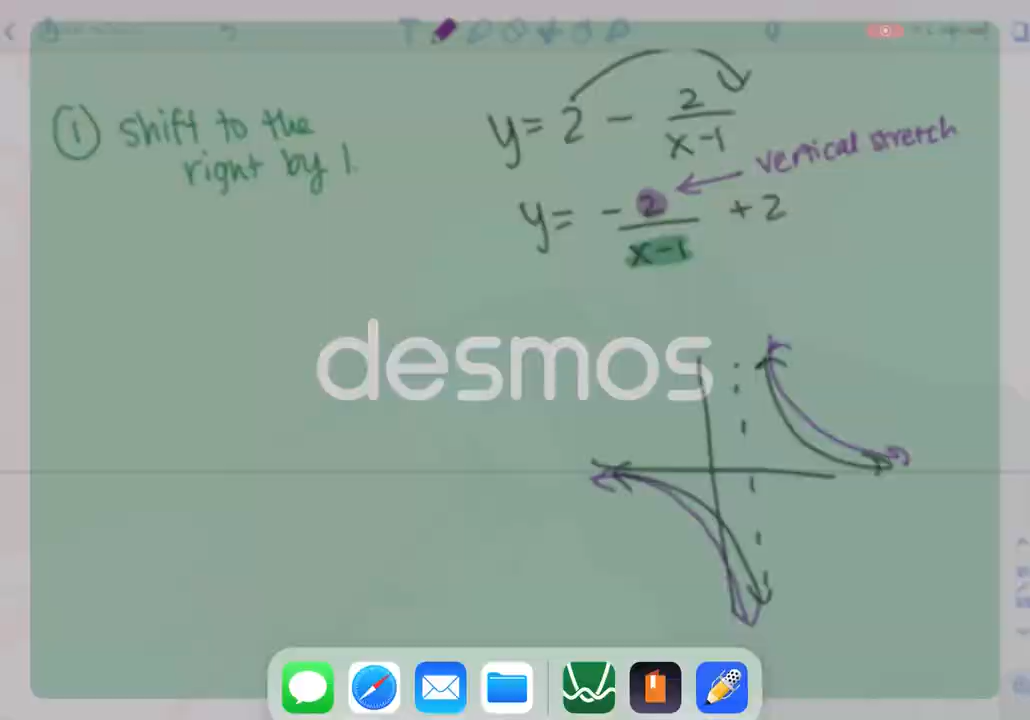 ① Shift to the
right by 1.
y = 2 - 2/(x-1)
vertical stretch
y = -2/(x-1) + 2
desmos